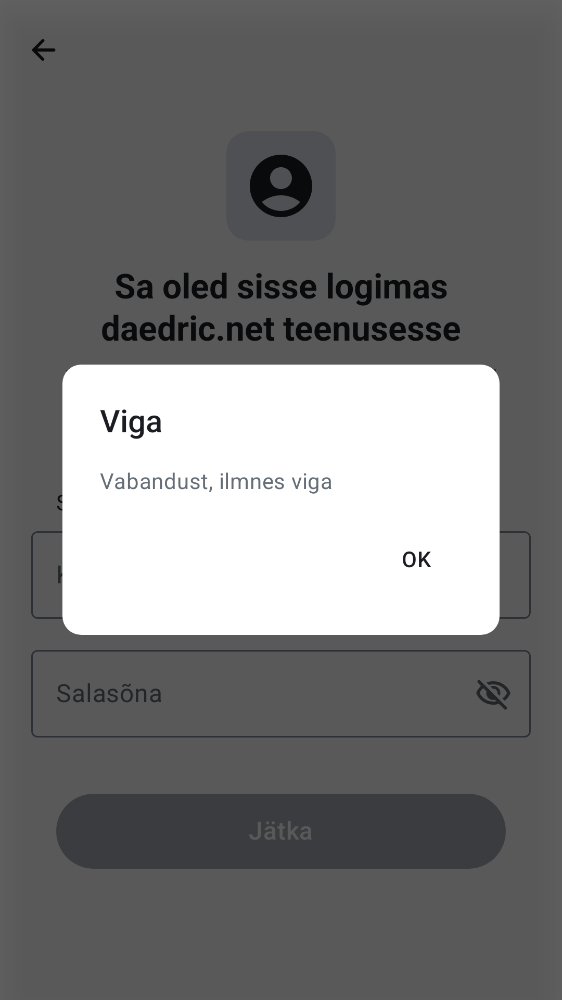 Sa oled sisse logimas
daedric.net teenusesse
Viga
Vabandust, ilmnes viga
OK
Salasõna
Jätka